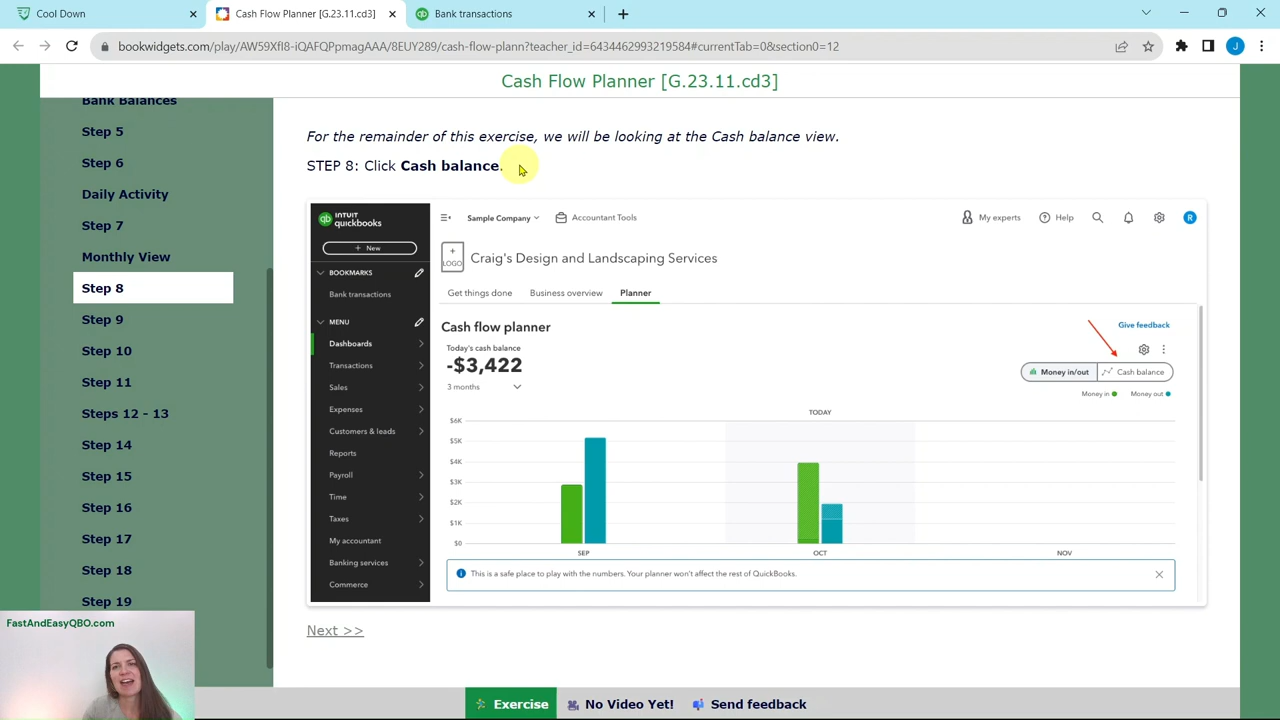 Cool Down
Cash Flow Planner [G.23.11.cd3]
Bank transactions
bookwidgets.com/play/AW59Xfl8-iQAFQPpmagAAA/8EUY289/cash-flow-plann?teacher_id=6434462993219584#currentTab=0&section0=12
J
Cash Flow Planner [G.23.11.cd3]
Bank Balances
Step 5
Step 6
Daily Activity
Step 7
Monthly View
Step 8
Step 9
Step 10
Step 11
Steps 12 - 13
Step 14
Step 15
Step 16
Step 17
Step 18
Step 19
For the remainder of this exercise, we will be looking at the Cash balance view.
STEP 8: Click Cash balance.
qb INTUIT quickbooks
+ New
BOOKMARKS
Bank transactions
MENU
Dashboards
Transactions
Sales
Expenses
Customers & leads
Reports
Payroll
Time
Taxes
My accountant
Banking services
Commerce
Sample Company
Accountant Tools
My experts
Help
R
+ LOGO
Craig's Design and Landscaping Services
Get things done
Business overview
Planner
Cash flow planner
Give feedback
Today's cash balance
-$3,422
3 months
Money in/out
Cash balance
Money in
Money out
TODAY
$6K
$5K
$4K
$3K
$2K
$1K
$0
SEP
OCT
NOV
This is a safe place to play with the numbers. Your planner won't affect the rest of QuickBooks.
Next >>
FastAndEasyQBO.com
Exercise
No Video Yet!
Send feedback